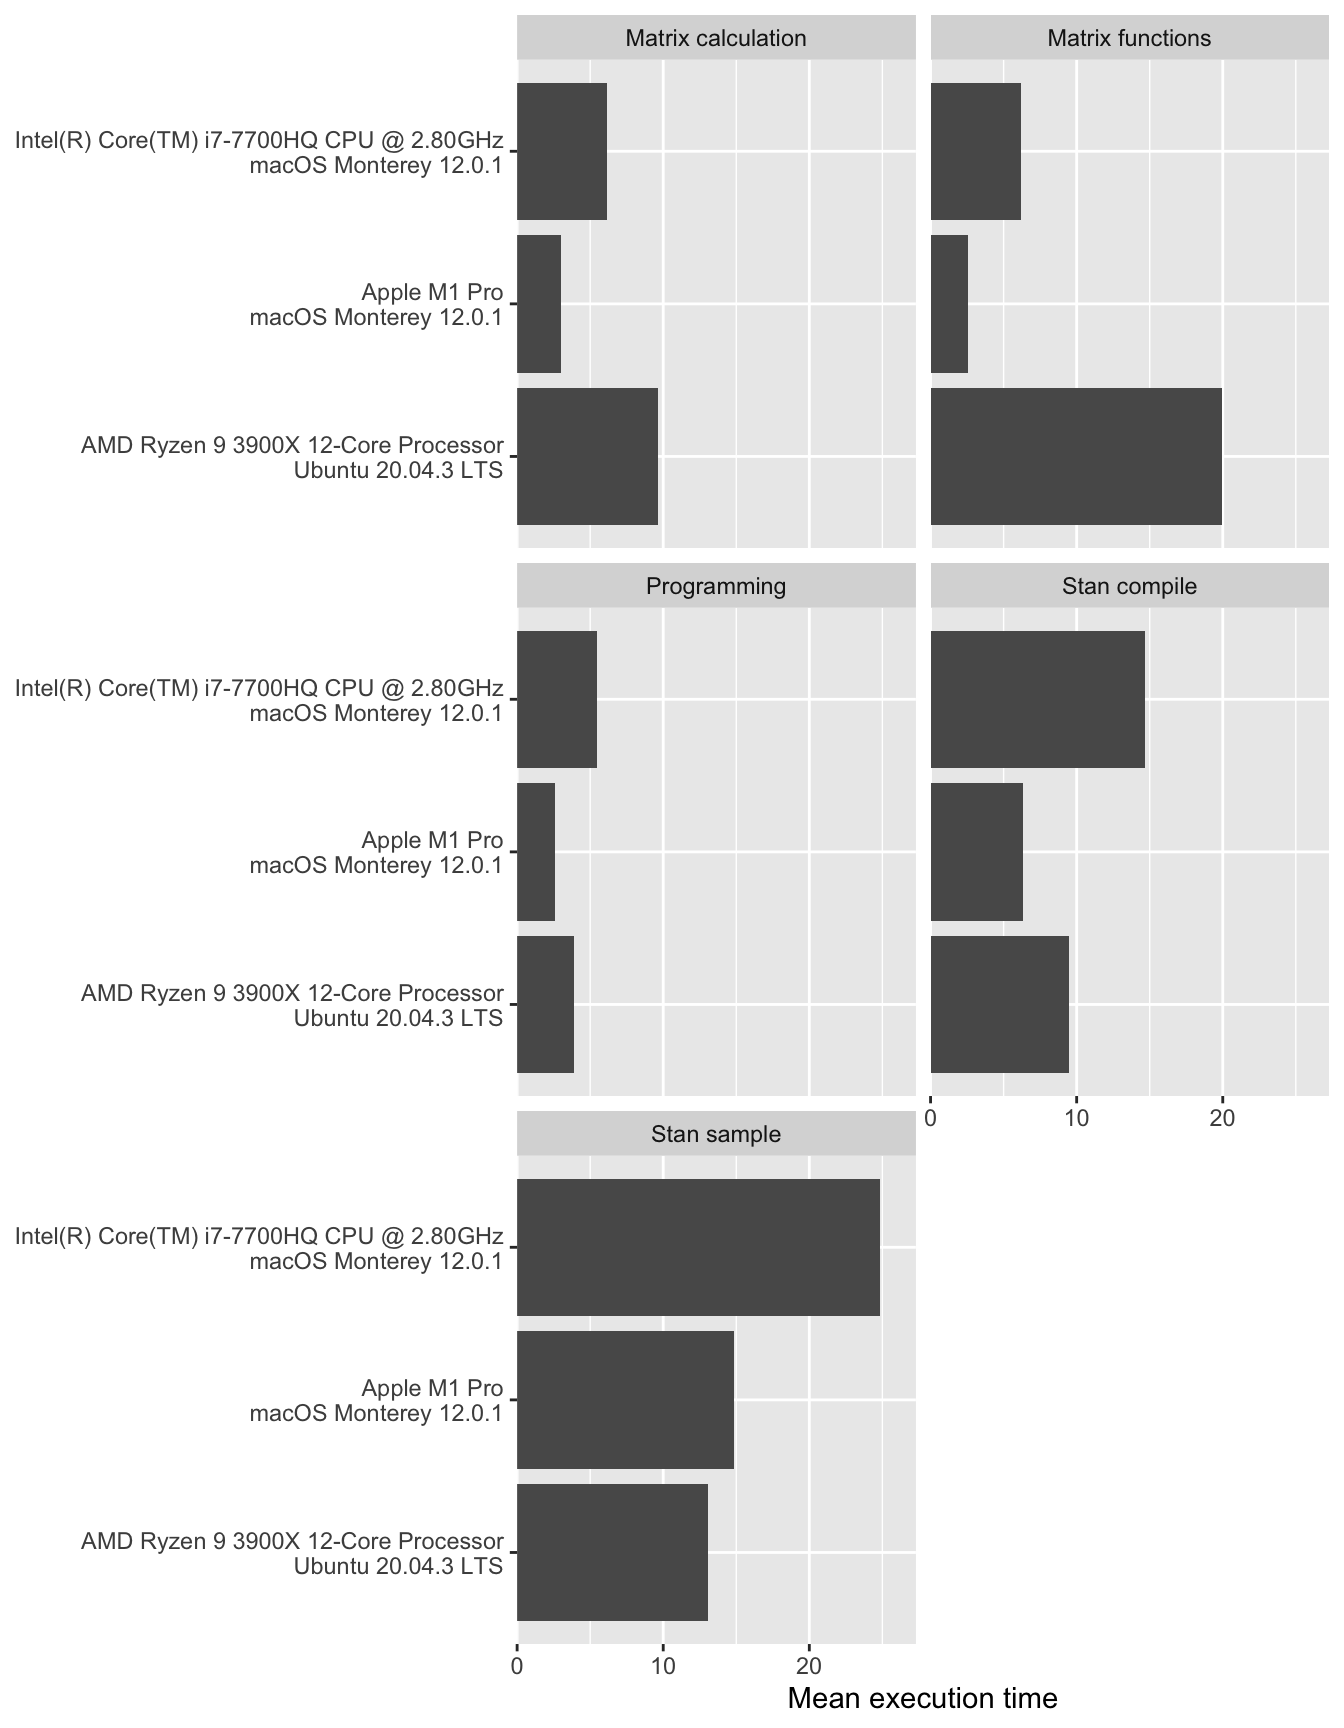 Matrix calculation
Matrix functions
Intel(R) Core(TM) i7-7700HQ CPU @ 2.80GHz
macOS Monterey 12.0.1
Apple M1 Pro
macOS Monterey 12.0.1
AMD Ryzen 9 3900X 12-Core Processor
Ubuntu 20.04.3 LTS
Programming
Stan compile
Intel(R) Core(TM) i7-7700HQ CPU @ 2.80GHz
macOS Monterey 12.0.1
Apple M1 Pro
macOS Monterey 12.0.1
AMD Ryzen 9 3900X 12-Core Processor
Ubuntu 20.04.3 LTS
0 10 20
Stan sample
Intel(R) Core(TM) i7-7700HQ CPU @ 2.80GHz
macOS Monterey 12.0.1
Apple M1 Pro
macOS Monterey 12.0.1
AMD Ryzen 9 3900X 12-Core Processor
Ubuntu 20.04.3 LTS
0 10 20
Mean execution time